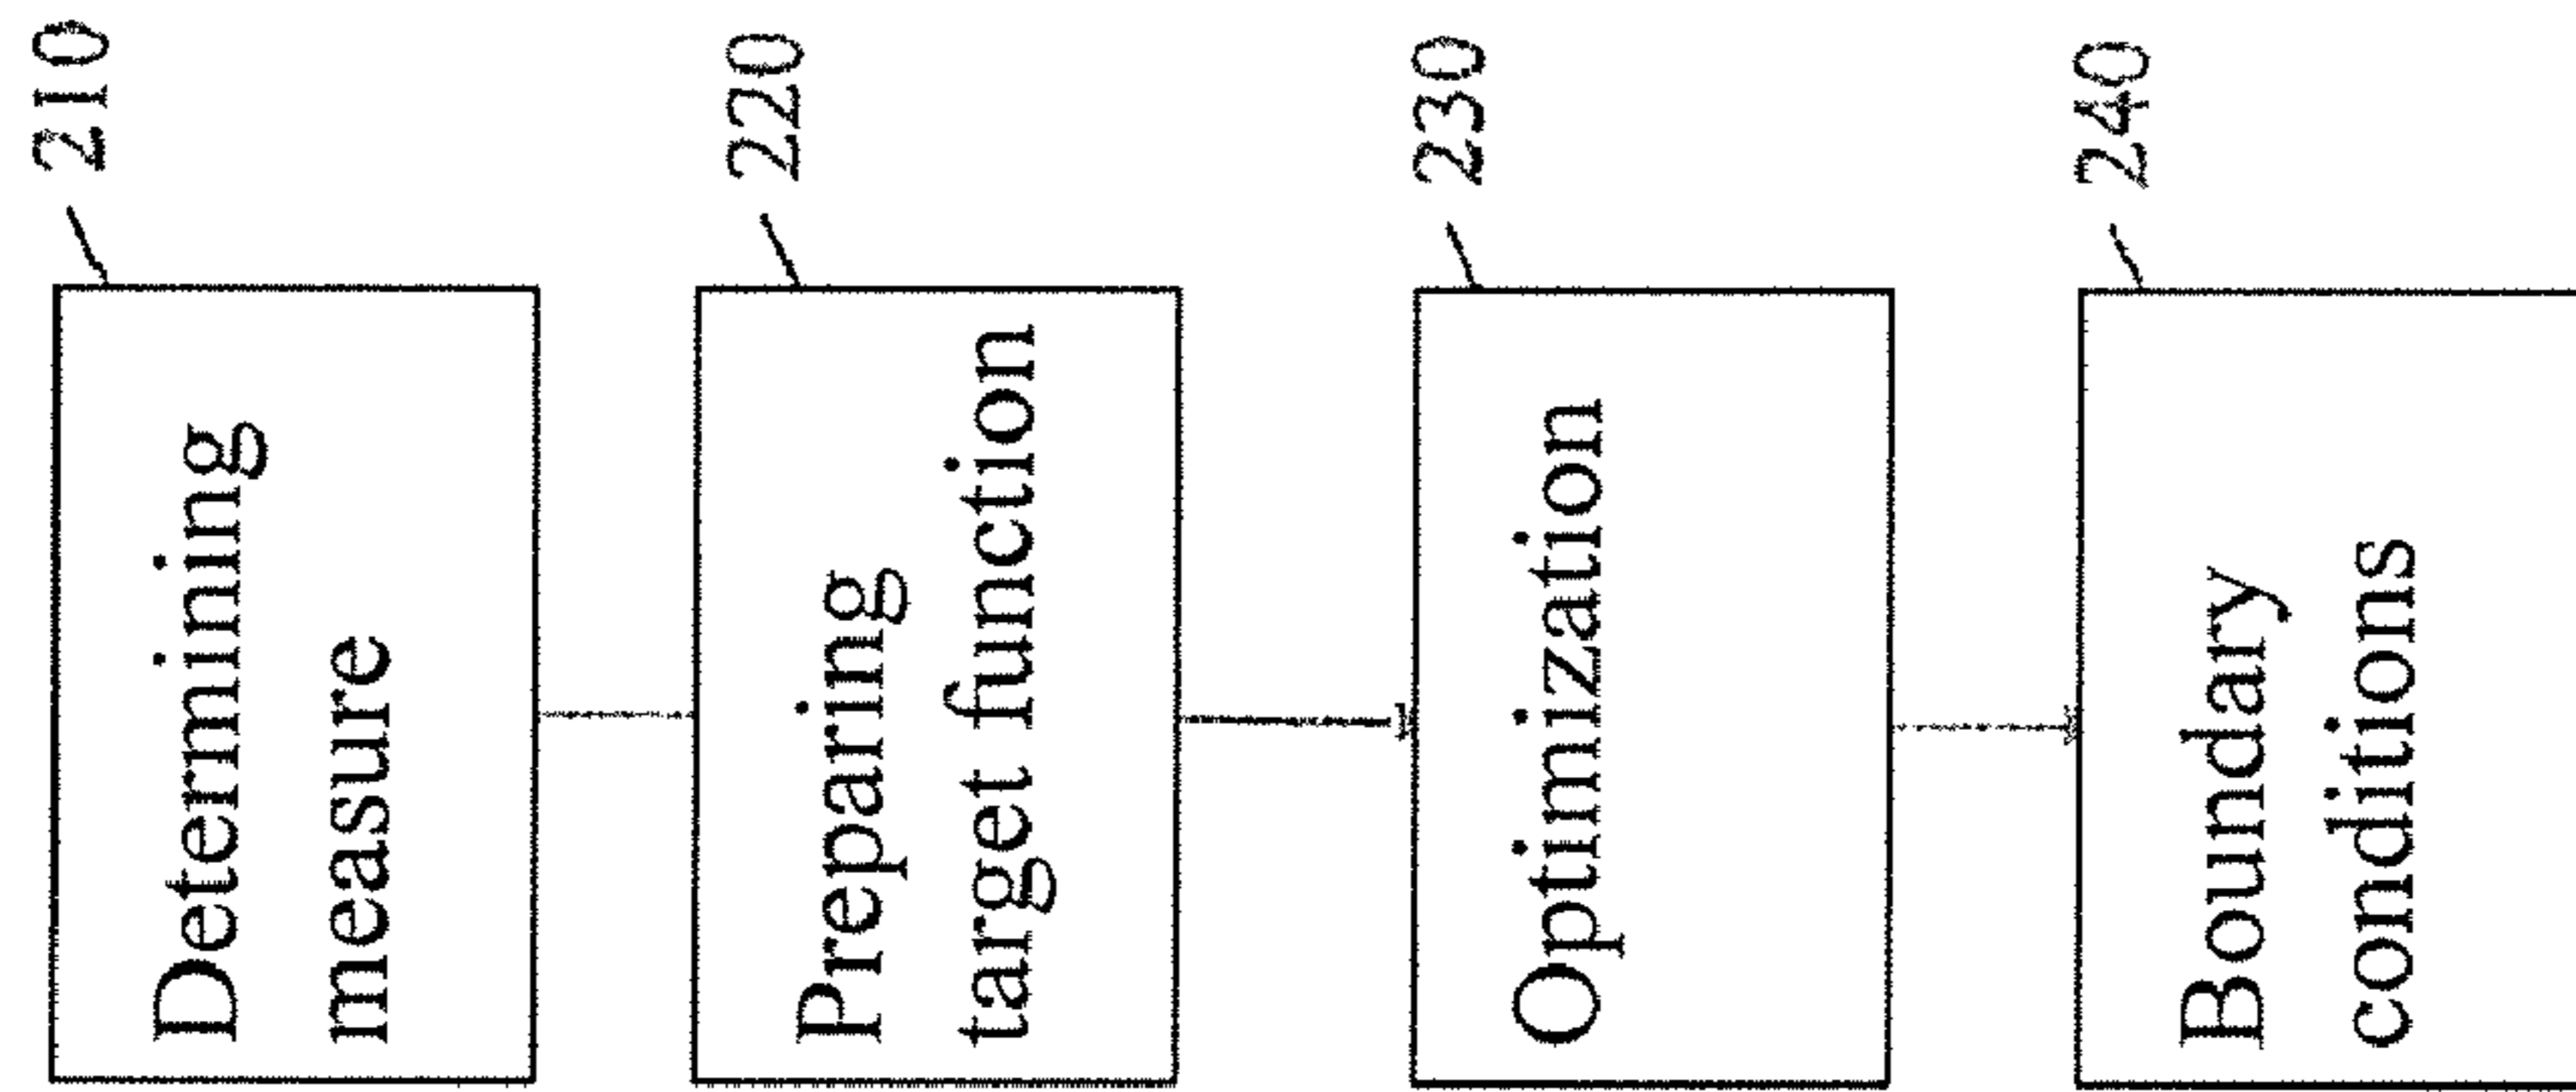 210
Determining
measure
220
Preparing
target function
230
Optimization
240
Boundary
conditions